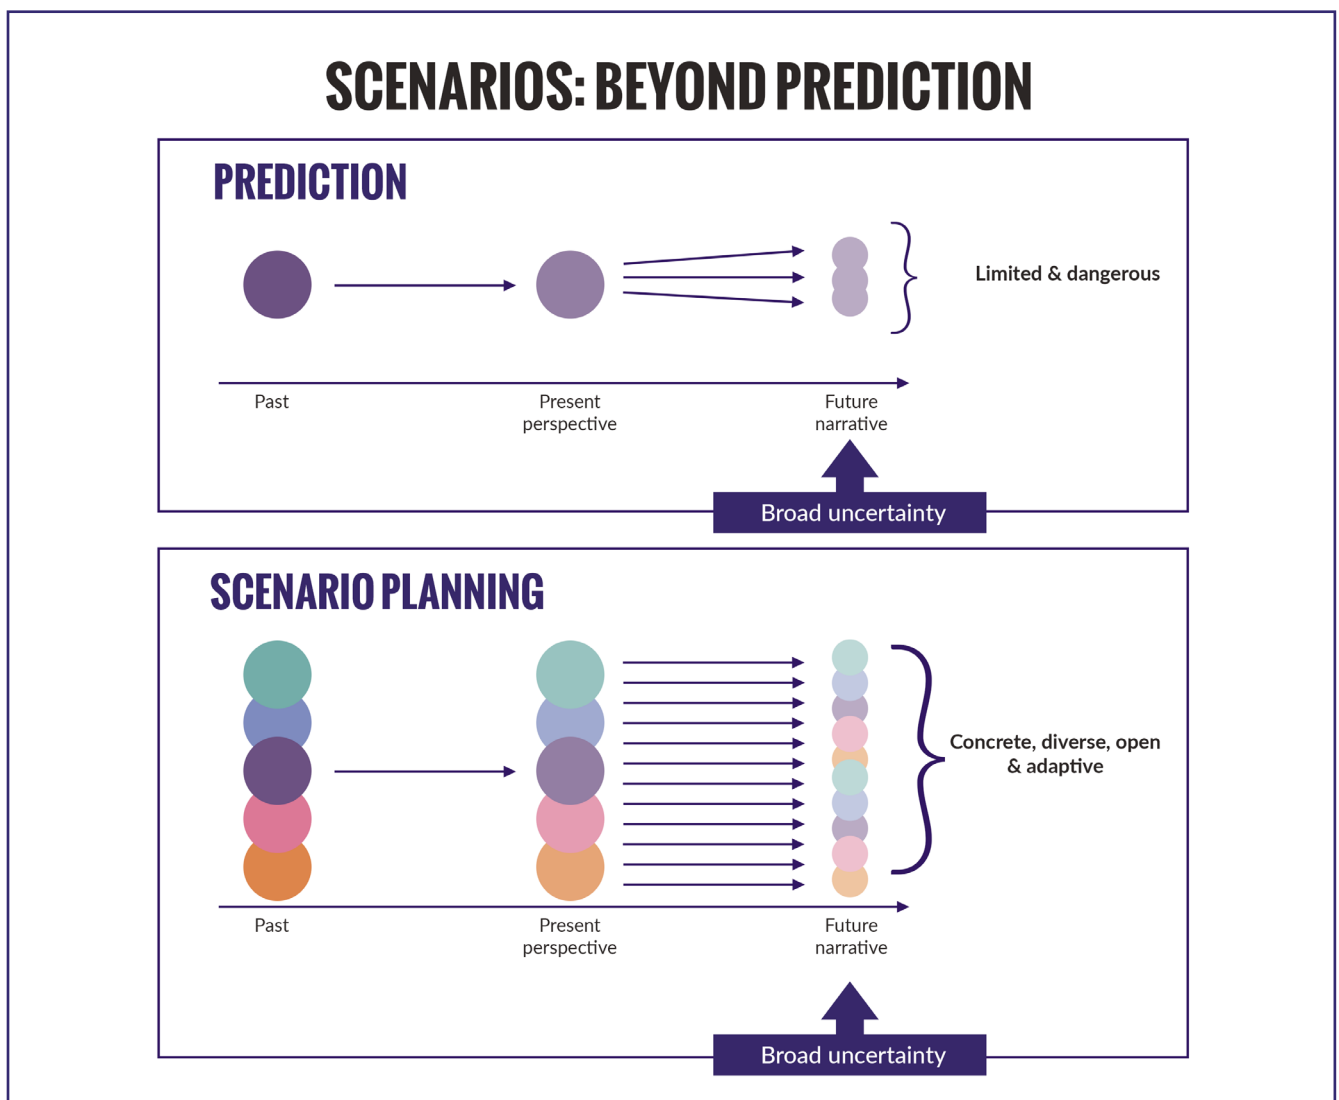 SCENARIOS: BEYOND PREDICTION
PREDICTION
Limited & dangerous
Past
Present
perspective
Future
narrative
Broad uncertainty
SCENARIO PLANNING
Concrete, diverse, open
& adaptive
Past
Present
perspective
Future
narrative
Broad uncertainty